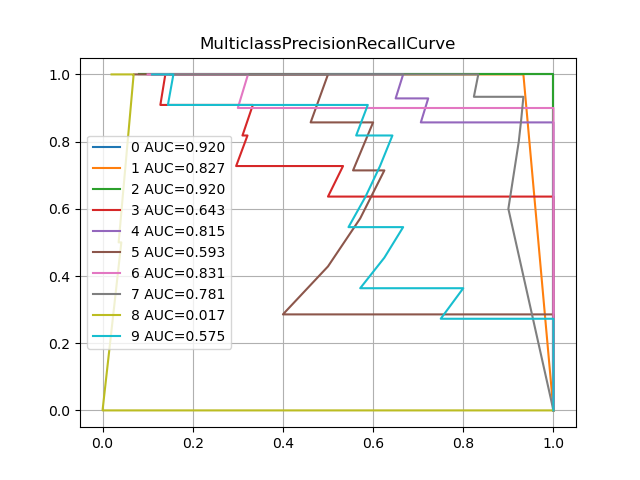 MulticlassPrecisionRecallCurve
1.0
0.8
0.6
0.4
0.2
0.0
0 AUC=0.920
1 AUC=0.827
2 AUC=0.920
3 AUC=0.643
4 AUC=0.815
5 AUC=0.593
6 AUC=0.831
7 AUC=0.781
8 AUC=0.017
9 AUC=0.575
0.0 0.2 0.4 0.6 0.8 1.0